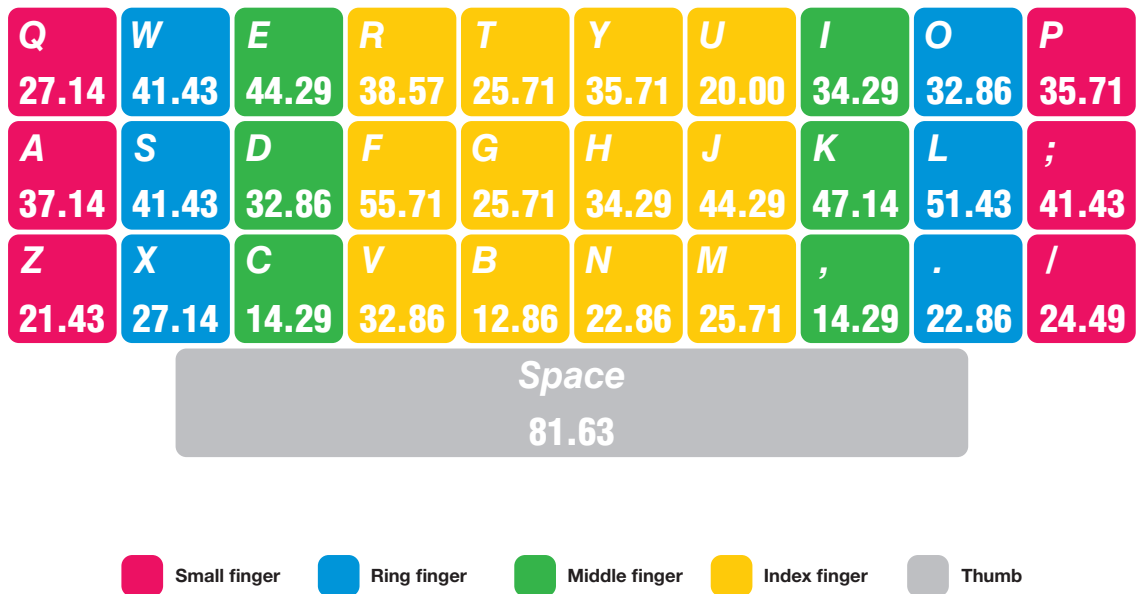 Q W E R T Y U I O P
27.14 41.43 44.29 38.57 25.71 35.71 20.00 34.29 32.86 35.71
A S D F G H J K L ;
37.14 41.43 32.86 55.71 25.71 34.29 44.29 47.14 51.43 41.43
Z X C V B N M , . /
21.43 27.14 14.29 32.86 12.86 22.86 25.71 14.29 22.86 24.49
Space
81.63
Small finger Ring finger Middle finger Index finger Thumb